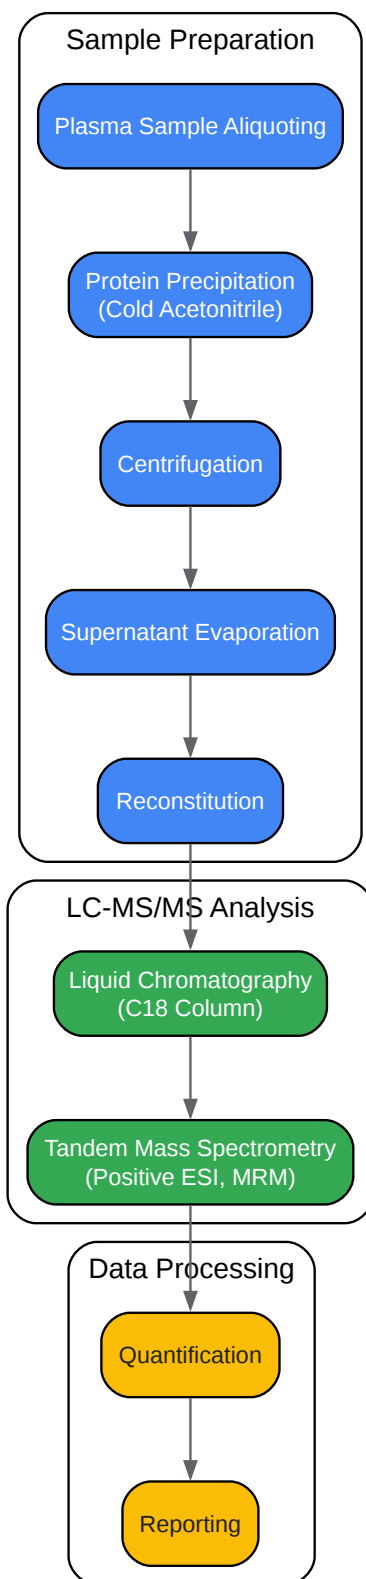 Sample Preparation
Plasma Sample Aliquoting
Protein Precipitation
(Cold Acetonitrile)
Centrifugation
Supernatant Evaporation
Reconstitution
LC-MS/MS Analysis
Liquid Chromatography
(C18 Column)
Tandem Mass Spectrometry
(Positive ESI, MRM)
Data Processing
Quantification
Reporting